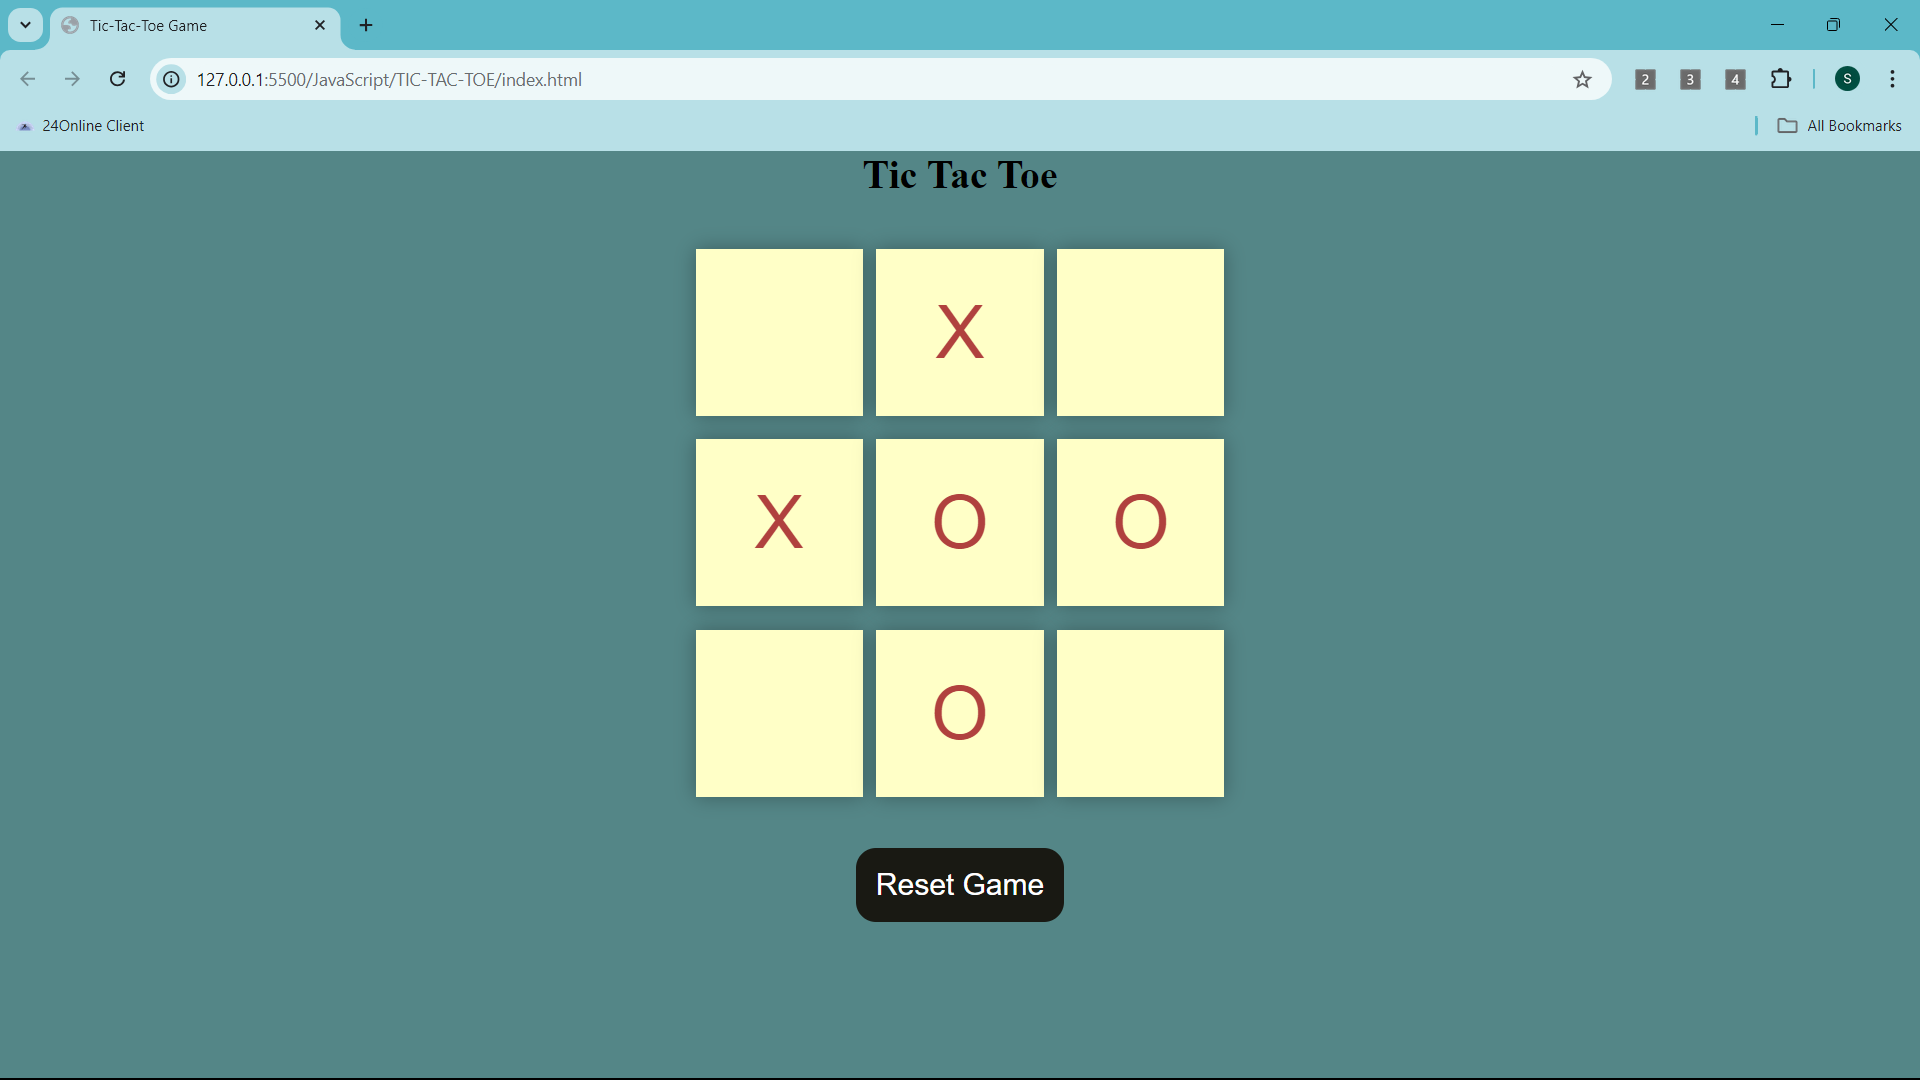 Tic-Tac-Toe Game
127.0.0.1:5500/JavaScript/TIC-TAC-TOE/index.html
2 3 4 S
24Online Client
All Bookmarks
Tic Tac Toe
X
X O O
O
Reset Game